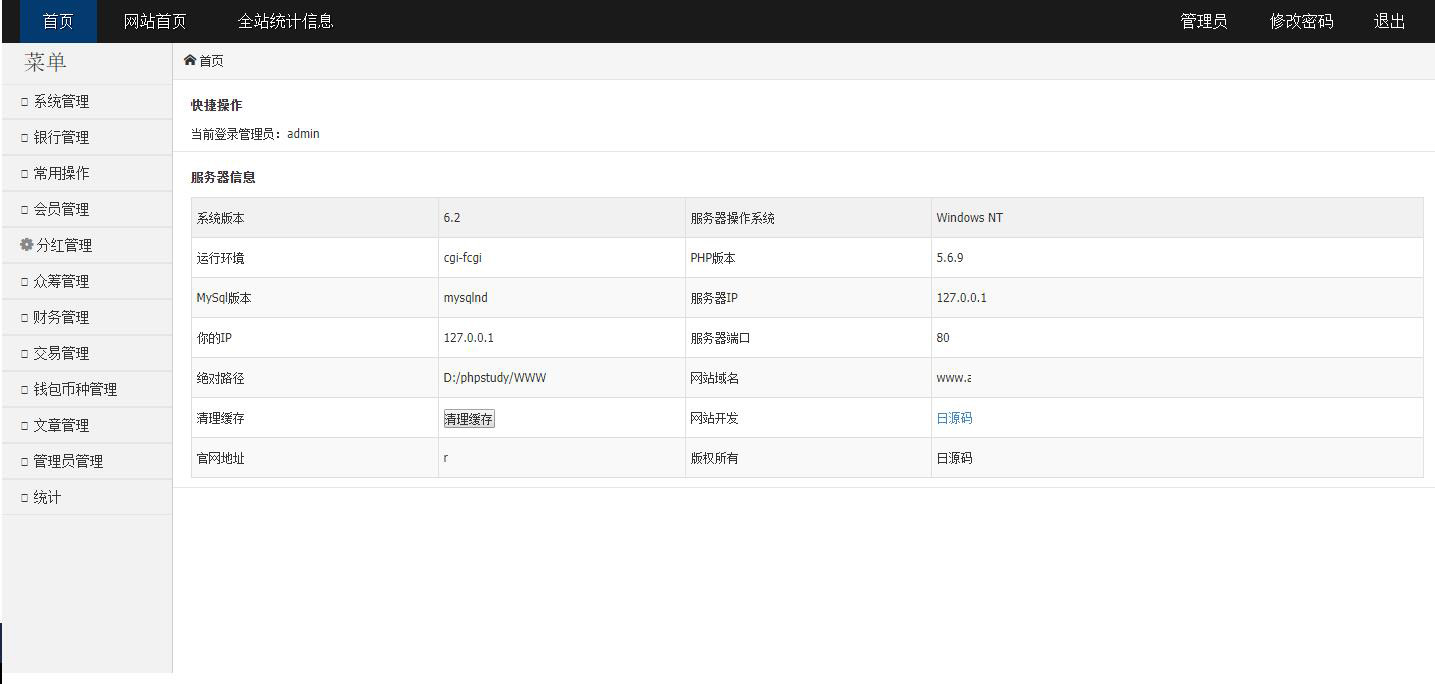 首页 网站首页 全站统计信息 管理员 修改密码 退出
菜单
系统管理
银行管理
常用操作
会员管理
分红管理
众筹管理
财务管理
交易管理
钱包币种管理
文章管理
管理员管理
统计
首页
快捷操作
当前登录管理员：admin
服务器信息
系统版本 6.2 服务器操作系统 Windows NT
运行环境 cgi-fcgi PHP版本 5.6.9
MySql版本 mysqlnd 服务器IP 127.0.0.1
你的IP 127.0.0.1 服务器端口 80
绝对路径 D:/phpstudy/WWW 网站域名 www.a
清理缓存 清理缓存 网站开发 日源码
官网地址 r 版权所有 日源码